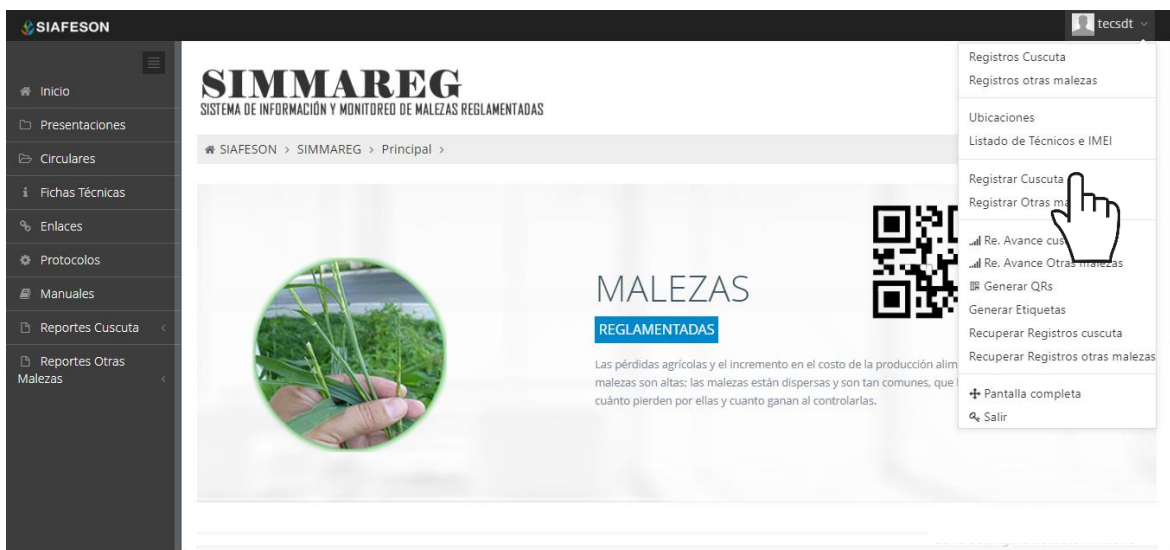 SIAFESON
tecsdt
Inicio
Presentaciones
Circulares
Fichas Técnicas
Enlaces
Protocolos
Manuales
Reportes Cuscuta
Reportes Otras
Malezas
SIMMAREG
SISTEMA DE INFORMACIÓN Y MONITOREO DE MALEZAS REGLAMENTADAS
SIAFESON > SIMMAREG > Principal >
MALEZAS
REGLAMENTADAS
Las pérdidas agrícolas y el incremento en el costo de la producción
malezas son altas: las malezas están dispersas y son tan comunes, que
cuánto pierden por ellas y cuanto ganan al controlarlas.
Registros Cuscuta
Registros otras malezas
Ubicaciones
Listado de Técnicos e IMEI
Registrar Cuscuta
Registrar Otras
Re. Avance
Re. Avance Otras malezas
Generar QRs
Generar Etiquetas
Recuperar Registros cuscuta
Recuperar Registros otras malezas
Pantalla completa
Salir